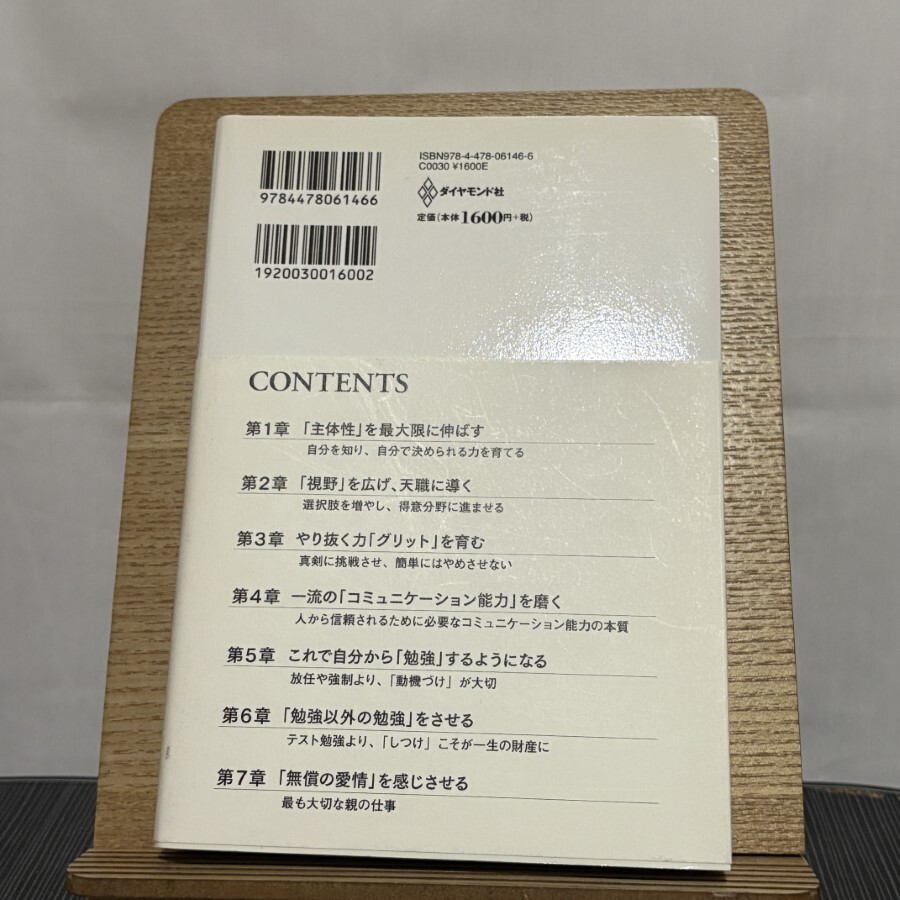 ISBN978-4-478-06146-6
C0030 ¥1600E
9784478061466
ダイヤモンド社
定価(本体1600円+税)
1920030016002
CONTENTS
第1章 「主体性」を最大限に伸ばす
自分を知り、自分で決められる力を育てる
第2章 「視野」を広げ、天職に導く
選択肢を増やし、得意分野に進ませる
第3章 やり抜く力「グリット」を育む
真剣に挑戦させ、簡単にはやめさせない
第4章 一流の「コミュニケーション能力」を磨く
人から信頼されるために必要なコミュニケーション能力の本質
第5章 これで自分から「勉強」するようになる
放任や強制より、「動機づけ」が大切
第6章 「勉強以外の勉強」をさせる
テスト勉強より、「しつけ」こそが一生の財産に
第7章 「無償の愛情」を感じさせる
最も大切な親の仕事